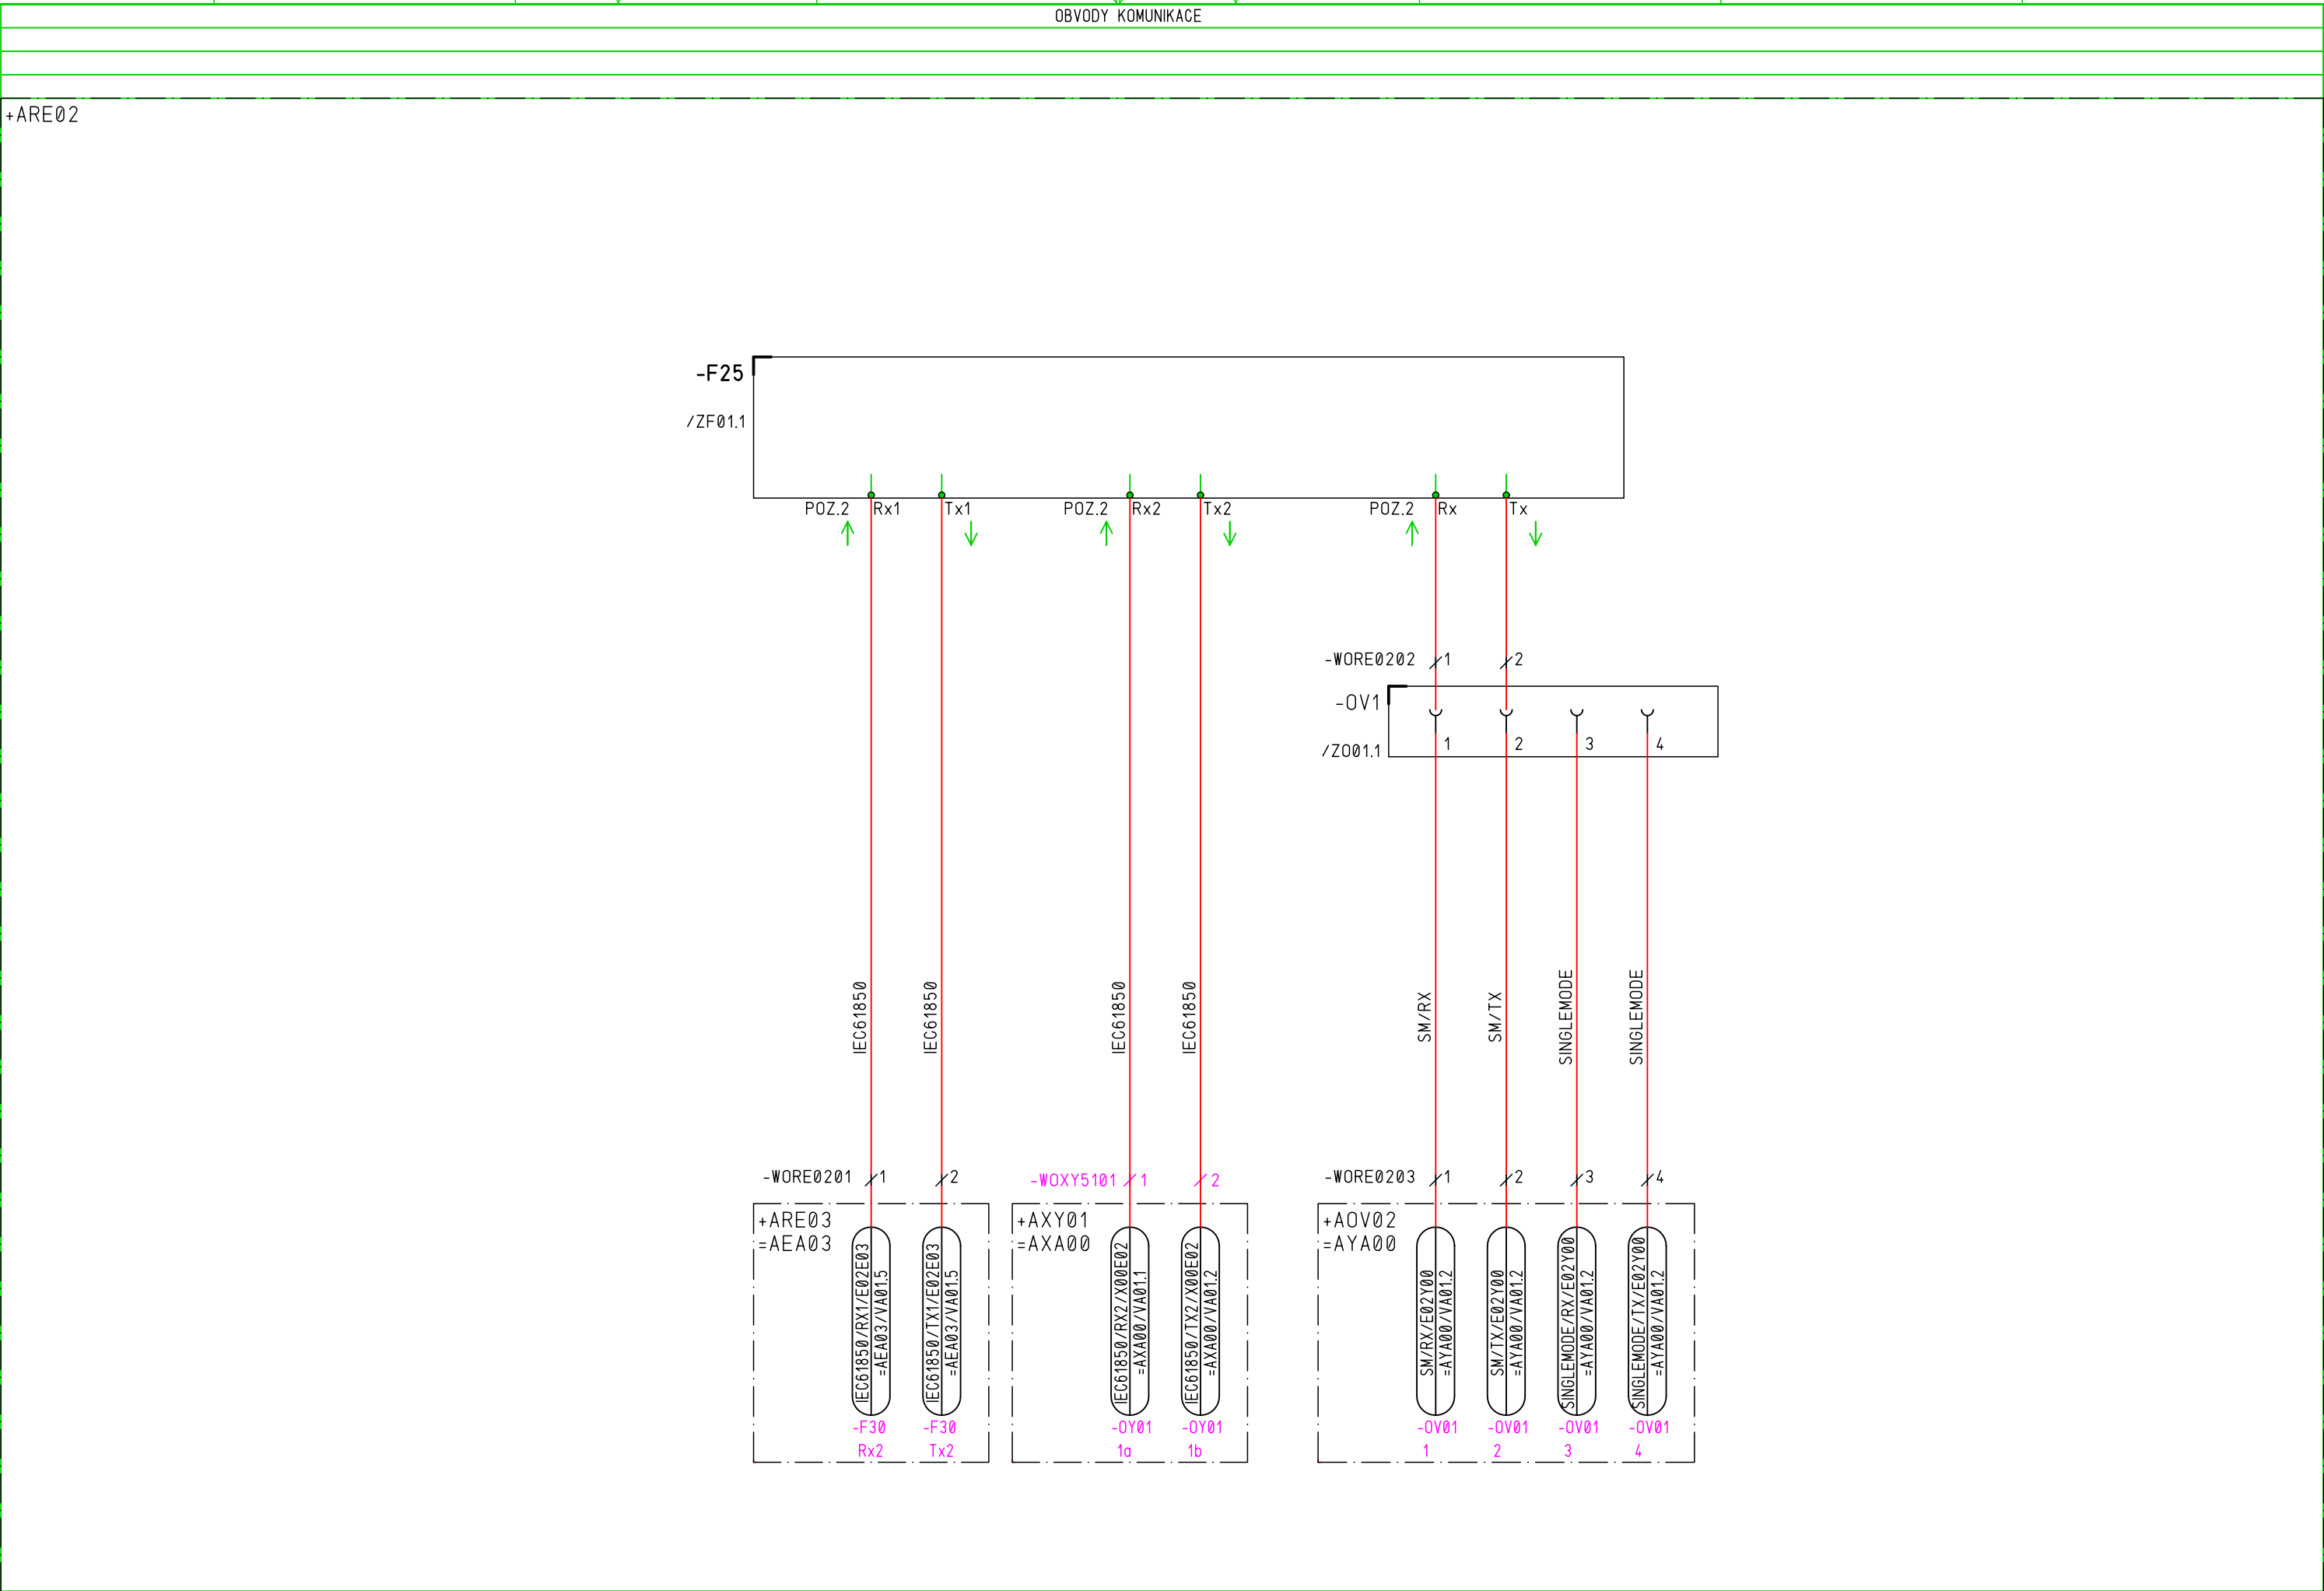 OBVODY KOMUNIKACE
+ARE02
-F25
/ZF01.1
POZ.2 Rx1 Tx1 POZ.2 Rx2 Tx2 POZ.2 Rx Tx
-WORE0202 1 2
-OV1
/ZO01.1 1 2 3 4
IEC61850
IEC61850
IEC61850
IEC61850
SM/RX
SM/TX
SINGLEMODE
SINGLEMODE
-WORE0201 1 2
-WOXY5101 1 2
-WORE0203 1 2 3 4
+ARE03
=AEA03
IEC61850/RX1/E02E03
=AEA03/VA01.5
IEC61850/TX1/E02E03
=AEA03/VA01.5
-F30 -F30
Rx2 Tx2
+AXY01
=AXA00
IEC61850/RX2/X00E02
=AXA00/VA01.1
IEC61850/TX2/X00E02
=AXA00/VA01.2
-OY01 -OY01
1a 1b
+AOV02
=AYA00
SM/RX/E02Y00
=AYA00/VA01.2
SM/TX/E02Y00
=AYA00/VA01.2
SINGLEMODE/RX/E02Y00
=AYA00/VA01.2
SINGLEMODE/TX/E02Y00
=AYA00/VA01.2
-OV01 -OV01 -OV01 -OV01
1 2 3 4